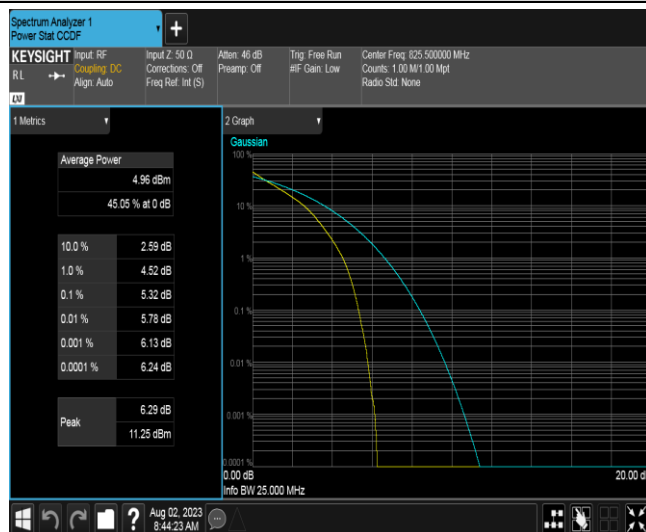 Spectrum Analyzer 1
Power Stat CCDF
+
KEYSIGHT
RL
LXI
Input: RF
Coupling: DC
Align: Auto
Input Z: 50 Ω
Corrections: Off
Freq Ref: Int (S)
Atten: 46 dB
Preamp: Off
Trig: Free Run
#IF Gain: Low
Center Freq: 825.500000 MHz
Counts: 1.00 M/1.00 Mpt
Radio Std: None
1 Metrics
Average Power
4.96 dBm
45.05 % at 0 dB
10.0 % 2.59 dB
1.0 % 4.52 dB
0.1 % 5.32 dB
0.01 % 5.78 dB
0.001 % 6.13 dB
0.0001 % 6.24 dB
Peak
6.29 dB
11.25 dBm
2 Graph
Gaussian
100 %
10 %
1 %
0.1 %
0.01 %
0.001 %
0.0001 %
0.00 dB
20.00 d
Info BW 25.000 MHz
?
Aug 02, 2023
8:44:23 AM